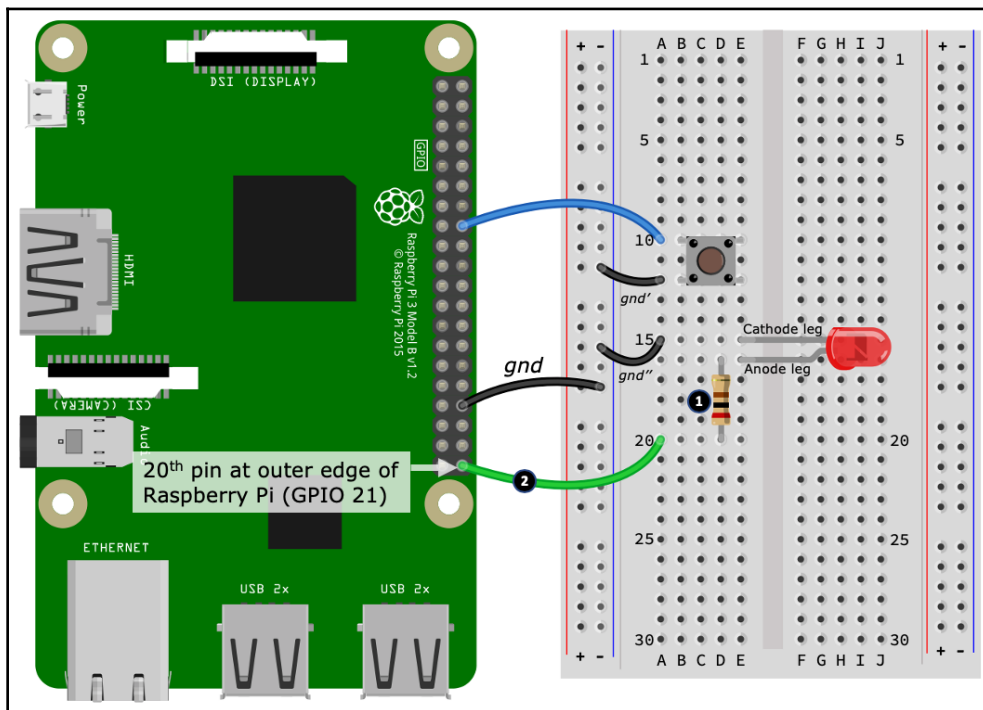 DSI (DISPLAY)
Power
GPIO
HDMI
Raspberry Pi 3 Model B v1.2
© Raspberry Pi 2015
CSI (CAMERA)
Audio
20th pin at outer edge of
Raspberry Pi (GPIO 21)
ETHERNET
USB 2x
USB 2x
gnd
2
+ - A B C D E F G H I J + -
1 1
5 5
10
gnd'
15
Cathode leg
gnd''
Anode leg
1
20 20
25 25
30 30
+ - A B C D E F G H I J + -